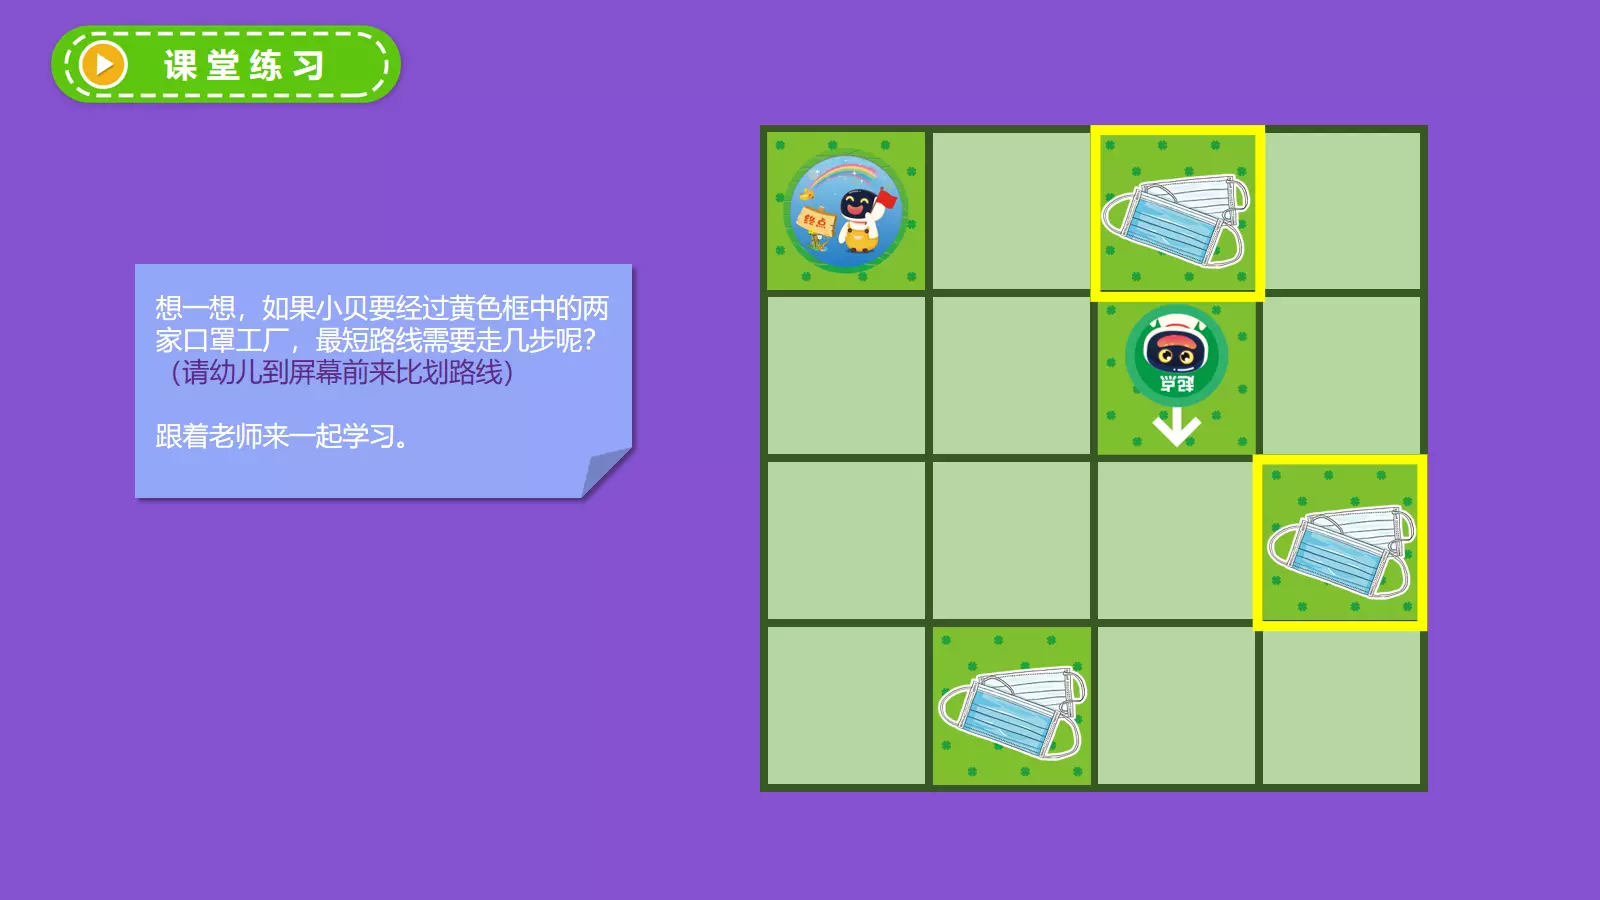 课堂练习
想一想，如果小贝要经过黄色框中的两
家口罩工厂，最短路线需要走几步呢？
（请幼儿到屏幕前来比划路线）
跟着老师来一起学习。
终点
起点